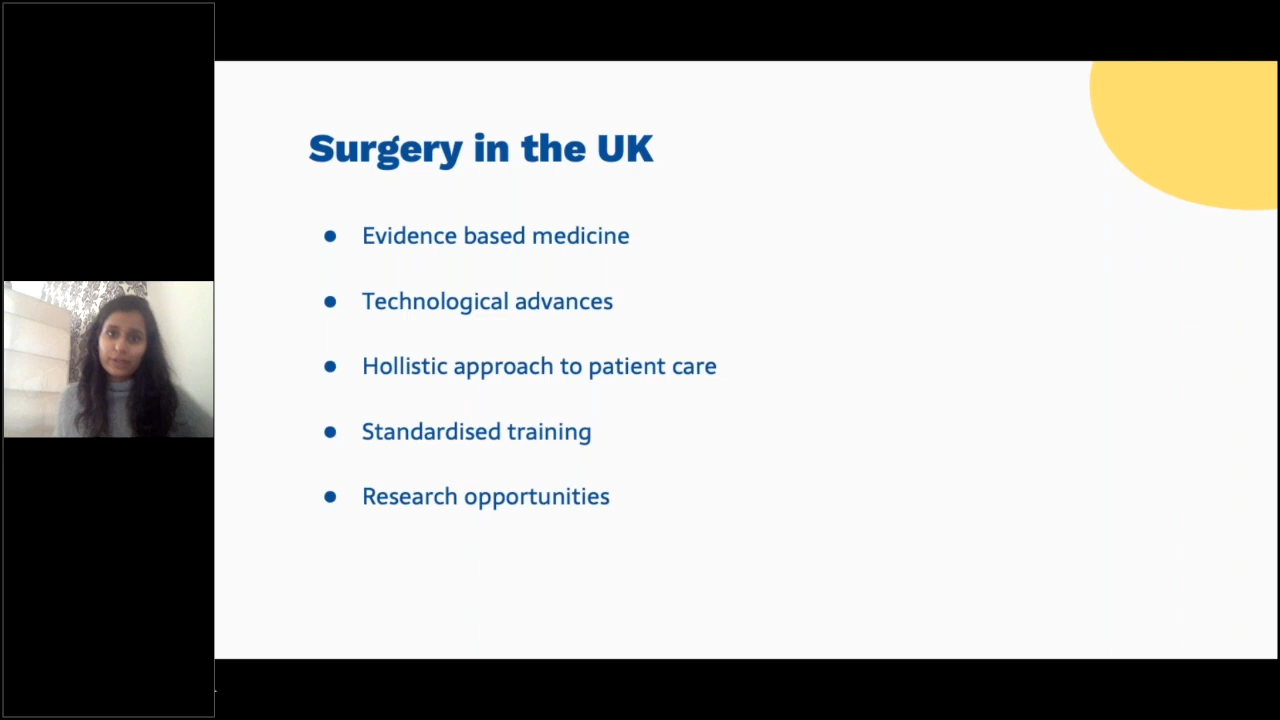 Surgery in the UK
Evidence based medicine
Technological advances
Hollistic approach to patient care
Standardised training
Research opportunities